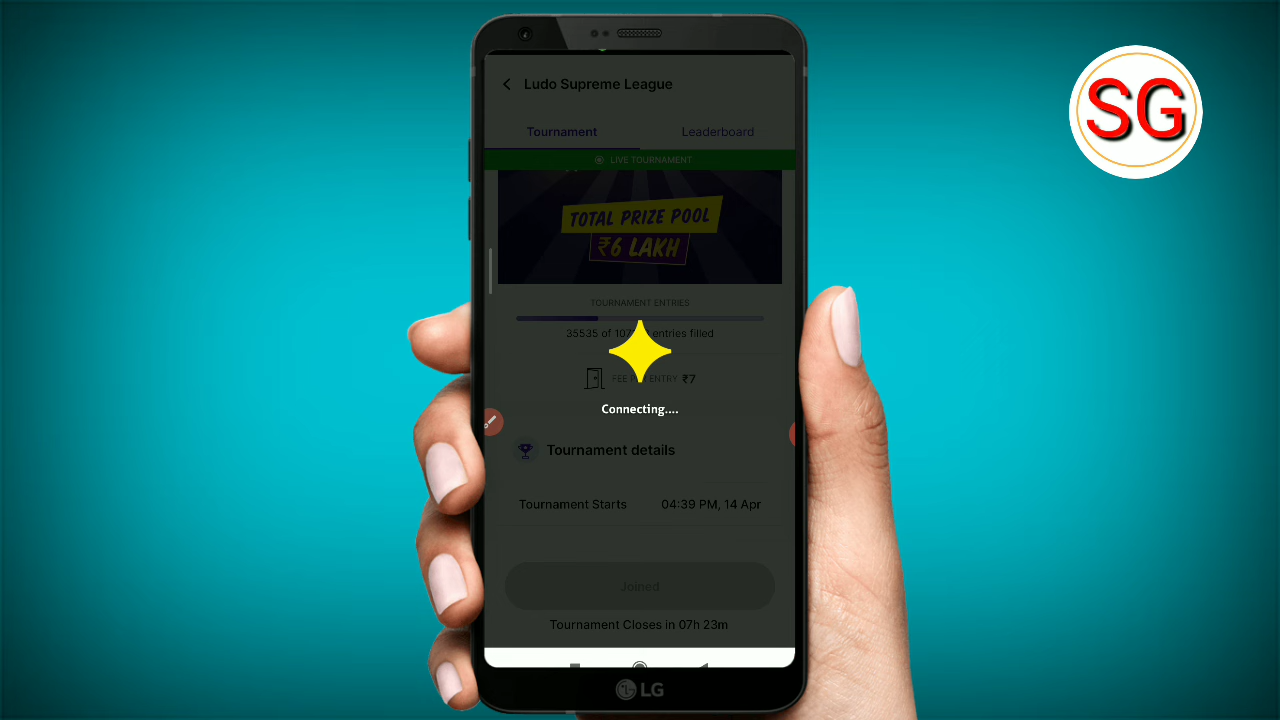 SG
Ludo Supreme League
Tournament Leaderboard
LIVE TOURNAMENT
TOTAL PRIZE POOL
₹6 LAKH
TOURNAMENT ENTRIES
35535 of entries filled
FEE ENTRY ₹7
Connecting....
Tournament details
Tournament Starts 04:39 PM, 14 Apr
Joined
Tournament Closes in 07h 23m
LG